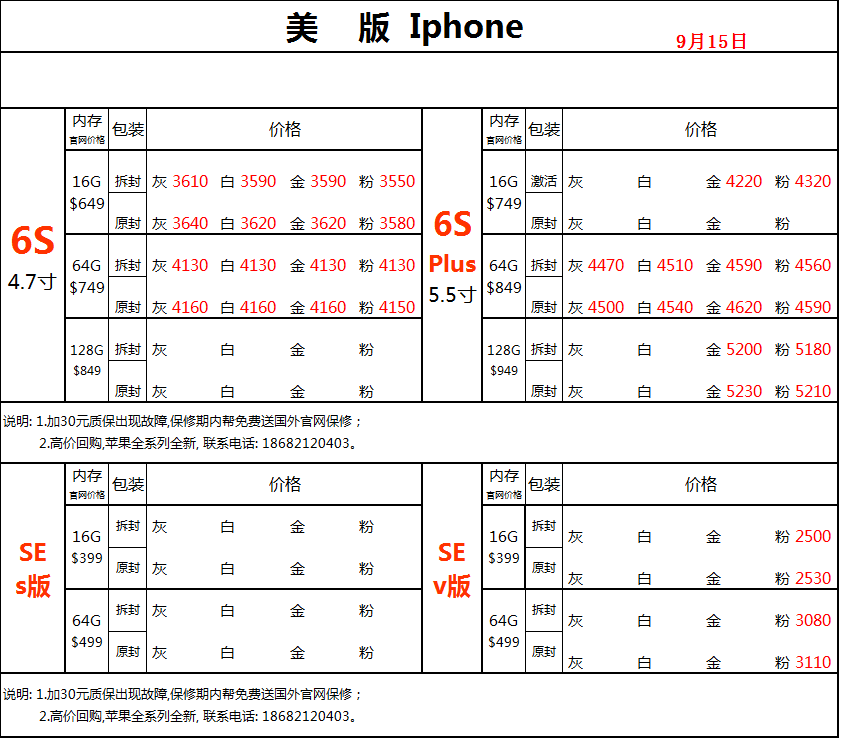 美 版 Iphone
9月15日
内存 包装 价格 内存 包装 价格
官网价格 官网价格
6S
4.7寸
16G
$649
拆封 灰 3610 白 3590 金 3590 粉 3550
原封 灰 3640 白 3620 金 3620 粉 3580
64G
$749
拆封 灰 4130 白 4130 金 4130 粉 4130
原封 灰 4160 白 4160 金 4160 粉 4150
128G
$849
拆封 灰 白 金 粉
原封 灰 白 金 粉
6S
Plus
5.5寸
16G
$749
激活 灰 白 金 4220 粉 4320
原封 灰 白 金 粉
64G
$849
拆封 灰 4470 白 4510 金 4590 粉 4560
原封 灰 4500 白 4540 金 4620 粉 4590
128G
$949
拆封 灰 白 金 5200 粉 5180
原封 灰 白 金 5230 粉 5210
说明: 1.加30元质保出现故障,保修期内帮免费送国外官网保修；
2.高价回购,苹果全系列全新, 联系电话: 18682120403。
内存 包装 价格 内存 包装 价格
官网价格 官网价格
SE
s版
16G
$399
拆封 灰 白 金 粉
原封 灰 白 金 粉
64G
$499
拆封 灰 白 金 粉
原封 灰 白 金 粉
SE
v版
16G
$399
拆封 灰 白 金 粉 2500
原封 灰 白 金 粉 2530
64G
$499
拆封 灰 白 金 粉 3080
原封 灰 白 金 粉 3110
说明: 1.加30元质保出现故障,保修期内帮免费送国外官网保修；
2.高价回购,苹果全系列全新, 联系电话: 18682120403。